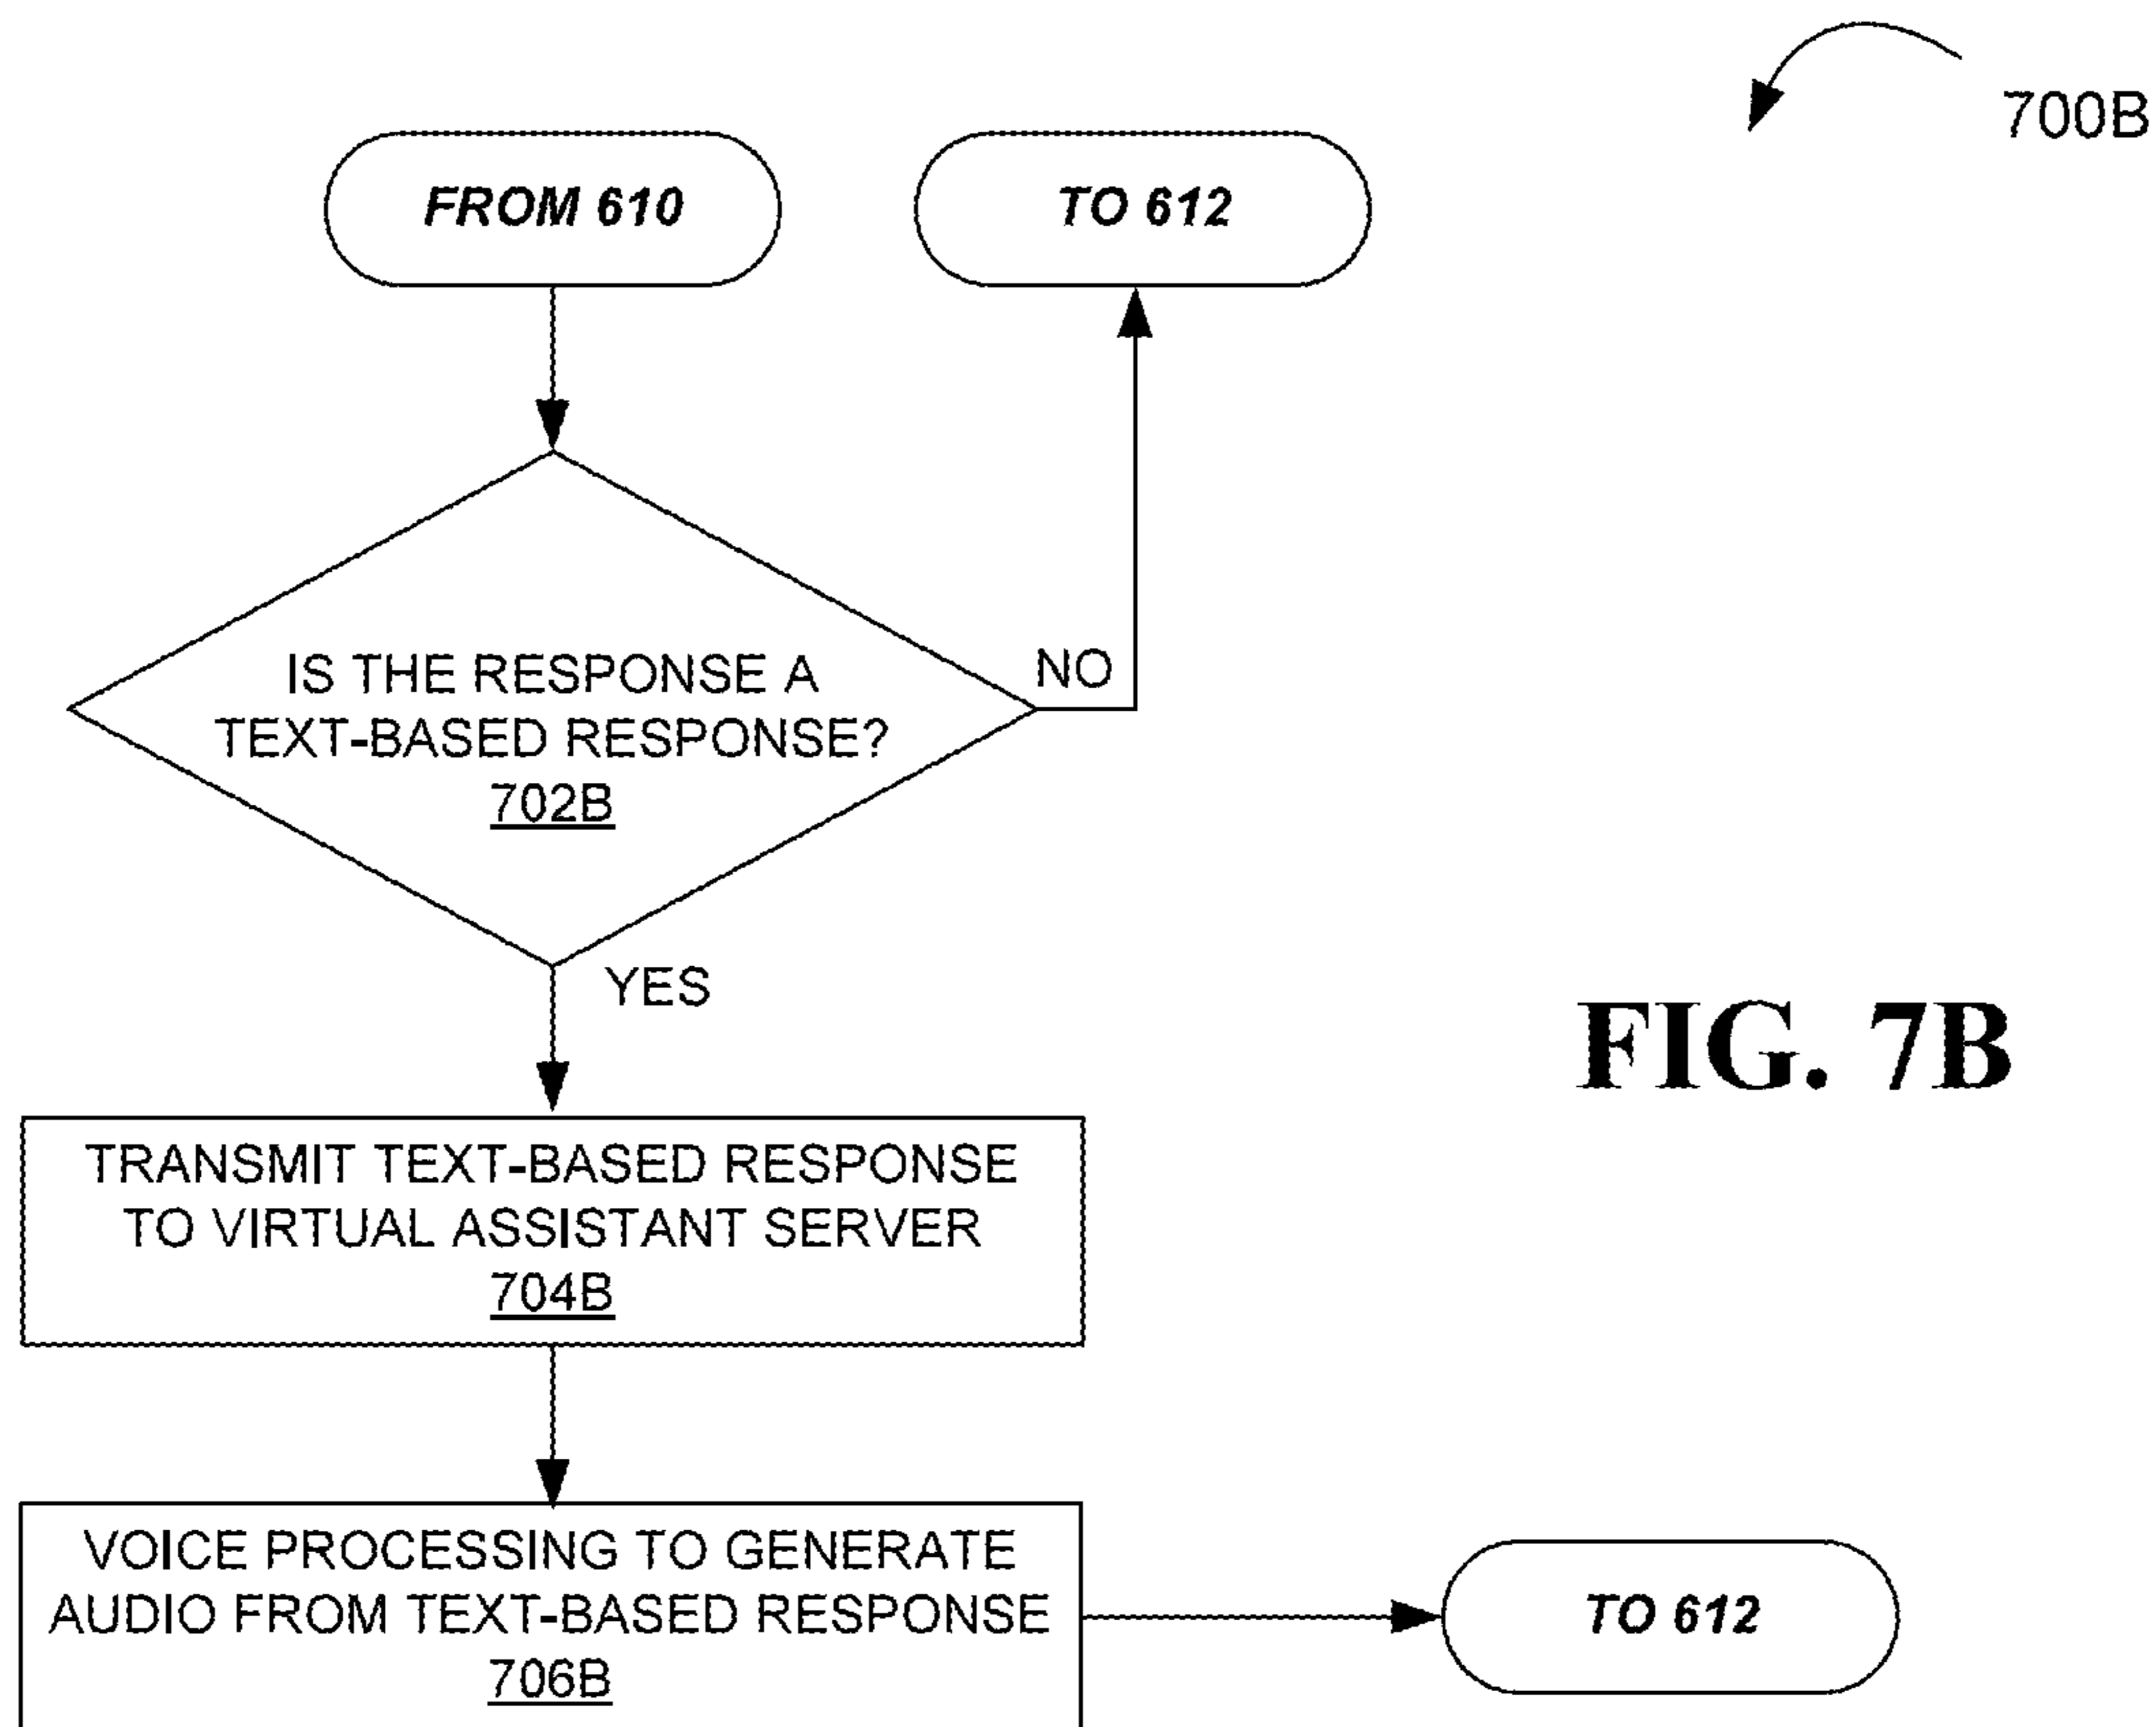 700B
FROM 610
TO 612
IS THE RESPONSE A
TEXT-BASED RESPONSE?
702B
NO
YES
FIG. 7B
TRANSMIT TEXT-BASED RESPONSE
TO VIRTUAL ASSISTANT SERVER
704B
VOICE PROCESSING TO GENERATE
AUDIO FROM TEXT-BASED RESPONSE
706B
TO 612